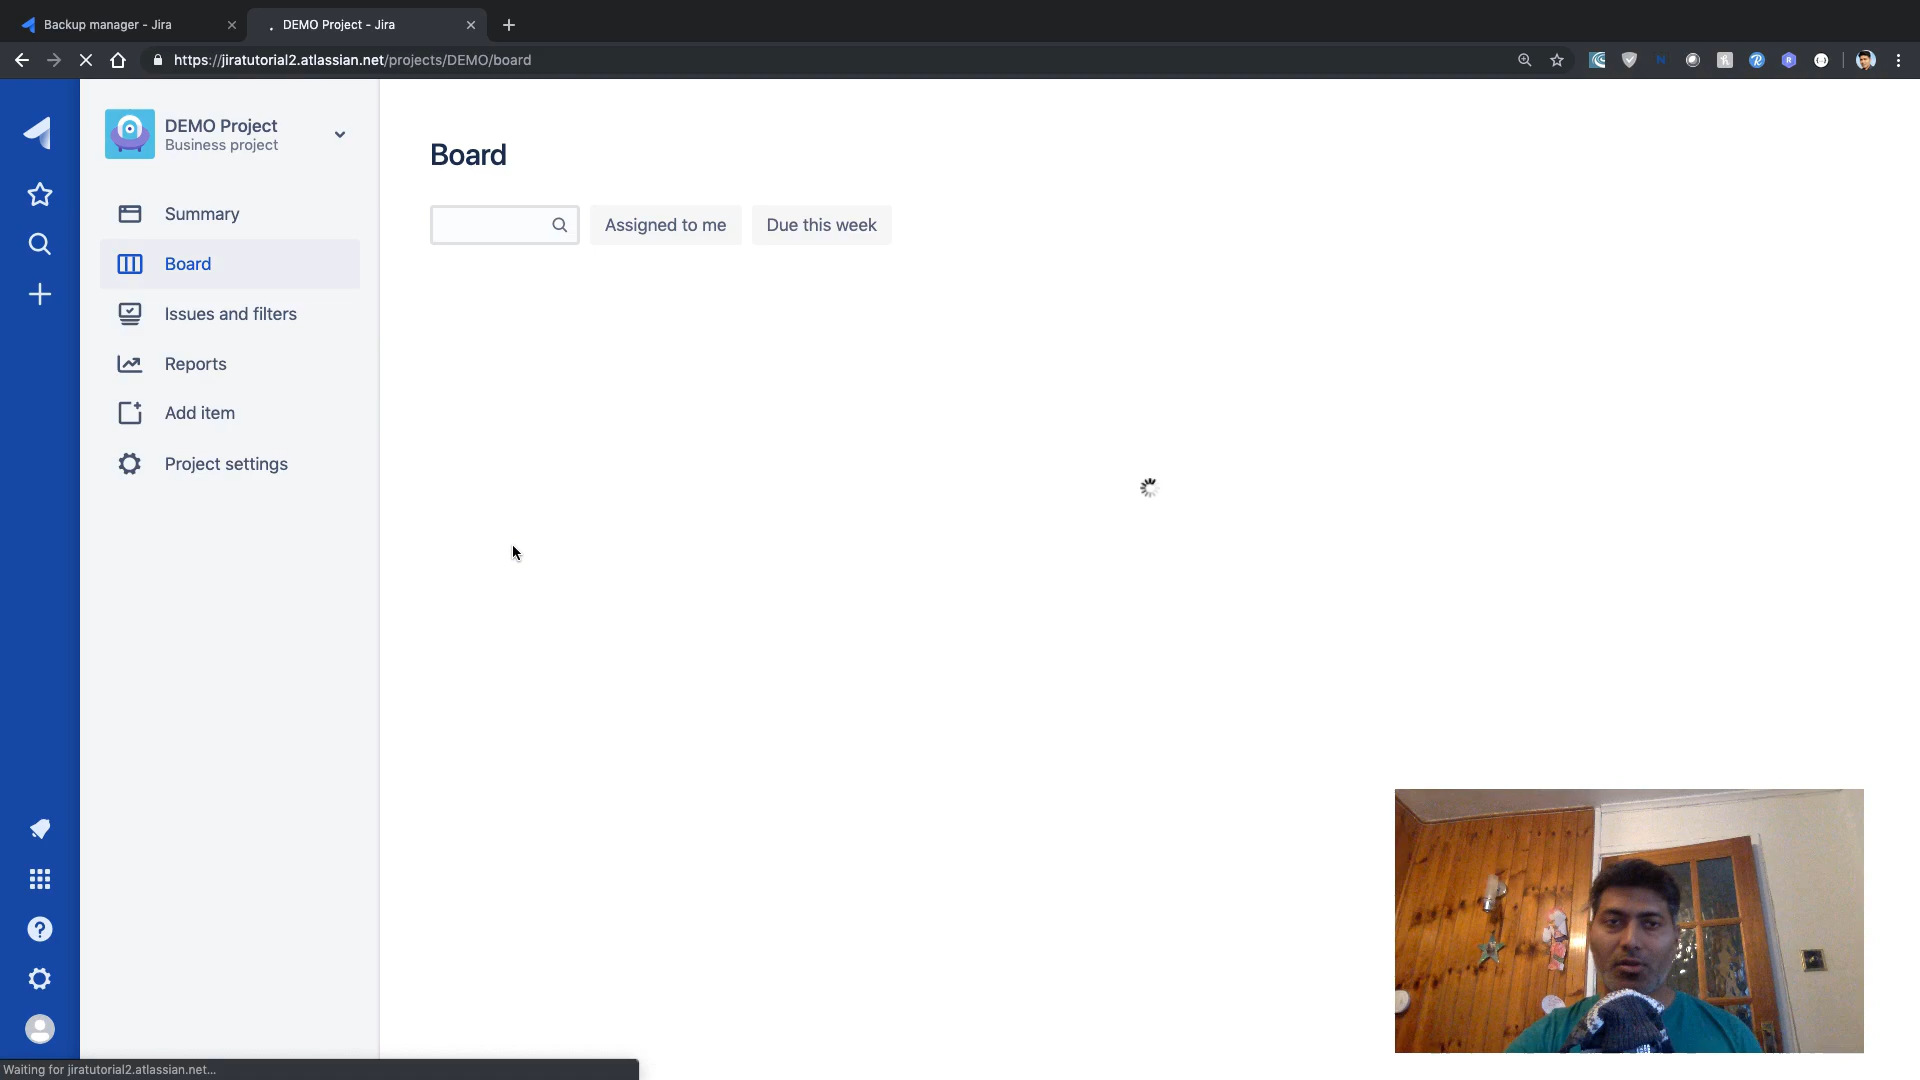 Backup manager - Jira
DEMO Project - Jira
https://jiratutorial2.atlassian.net/projects/DEMO/board
DEMO Project
Business project
Summary
Board
Issues and filters
Reports
Add item
Project settings
Board
Assigned to me
Due this week
Waiting for jiratutorial2.atlassian.net...